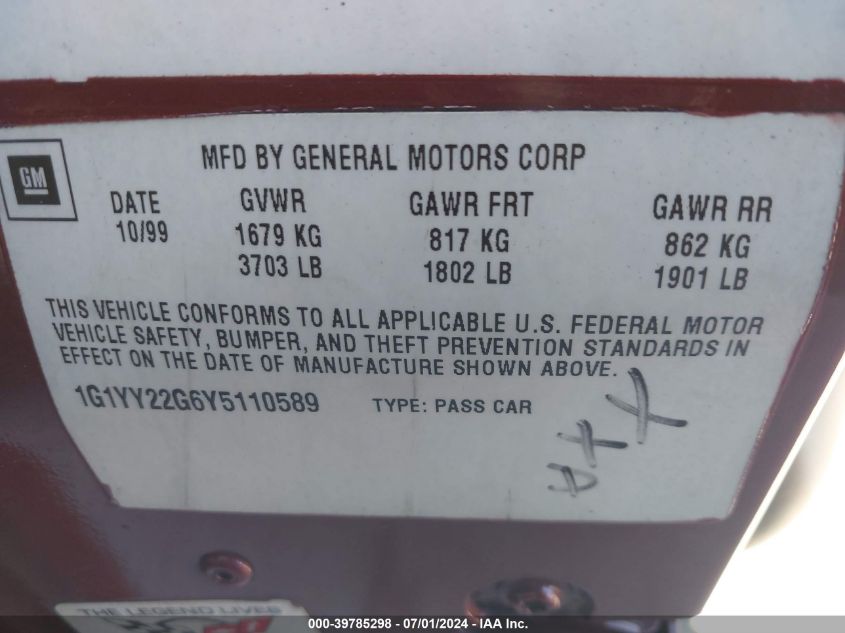 MFD BY GENERAL MOTORS CORP
GM
DATE GVWR GAWR FRT GAWR RR
10/99 1679 KG 817 KG 862 KG
3703 LB 1802 LB 1901 LB
THIS VEHICLE CONFORMS TO ALL APPLICABLE U.S. FEDERAL MOTOR
VEHICLE SAFETY, BUMPER, AND THEFT PREVENTION STANDARDS IN
EFFECT ON THE DATE OF MANUFACTURE SHOWN ABOVE.
1G1YY22G6Y5110589 TYPE: PASS CAR
THE LEGEND LIVES
000-39785298 - 07/01/2024 - IAA Inc.